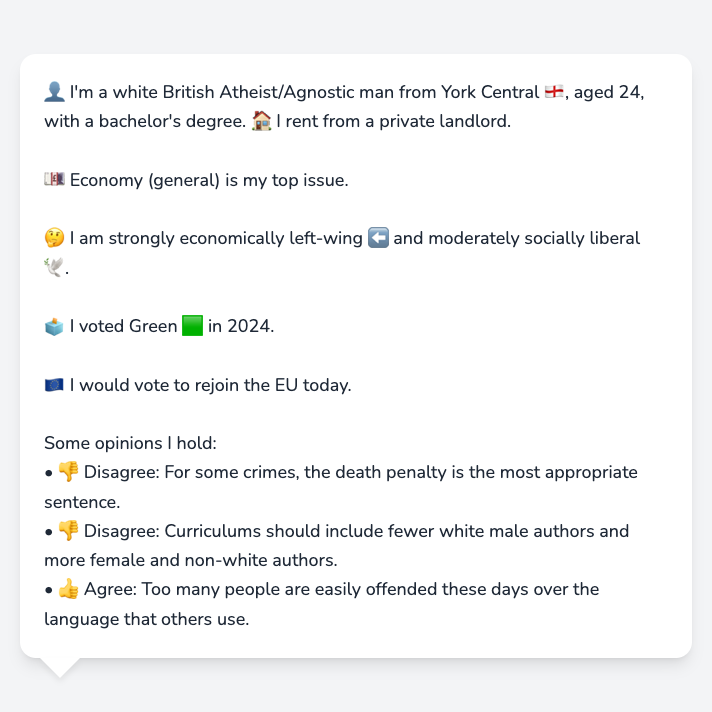 👤 I'm a white British Atheist/Agnostic man from York Central 🏴󠁧󠁢󠁥󠁮󠁧󠁿, aged 24,
with a bachelor's degree. 🏠 I rent from a private landlord.
💷 Economy (general) is my top issue.
🤔 I am strongly economically left-wing ⬅️ and moderately socially liberal
🕊️.
🗳️ I voted Green 🟩 in 2024.
🇪🇺 I would vote to rejoin the EU today.
Some opinions I hold:
• 👎 Disagree: For some crimes, the death penalty is the most appropriate
sentence.
• 👎 Disagree: Curriculums should include fewer white male authors and
more female and non-white authors.
• 👍 Agree: Too many people are easily offended these days over the
language that others use.